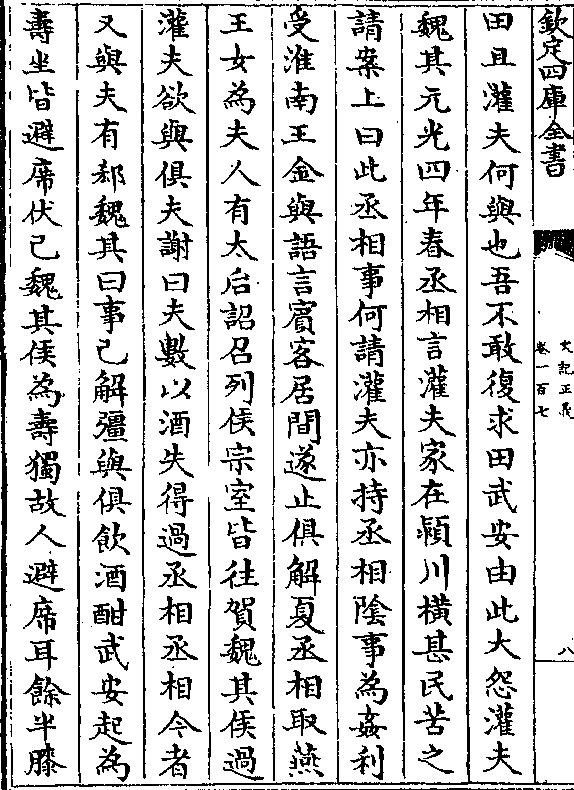 欽定四庫全書
史記正義
卷一百七
八
田且灌夫何與也吾不敢復求田武安由此大怨灌夫
魏其元光四年春丞相言灌夫家在潁川橫甚民苦之
請案上曰此丞相事何請灌夫亦持丞相陰事為姦利
受淮南王金與語言賓客居間遂止俱解夏丞相取燕
王女為夫人有太后詔召列侯宗室皆往賀魏其侯過
灌夫欲與俱夫謝曰夫數以酒失得過丞相丞相今者
又與夫有郄魏其曰事已解彊與俱飲酒酣武安起為
壽坐皆避席伏已魏其侯為壽獨故人避席耳餘半膝